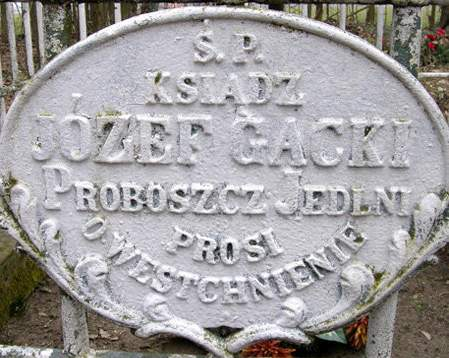 Ś. P.
KSIĄDZ
JÓZEF GACKI
PROBOSZCZ JEDLNI
PROSI
O WESTCHNIENIE